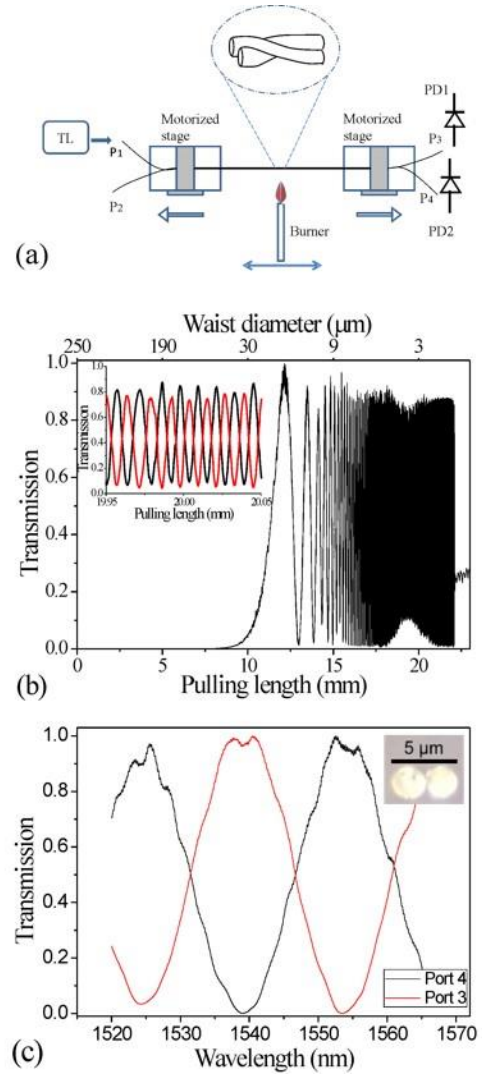 (a)
TL
P1
P2
Motorized
stage
Motorized
stage
Burner
PD1
P3
P4
PD2
(b)
Waist diameter (μm)
250 190 30 9 3
Transmission
1.0
0.8
0.6
0.4
0.2
0.0
0 5 10 15 20
Pulling length (mm)
Transmission
1.0
0.8
0.6
0.4
0.2
0.0
19.95 20.00 20.05
Pulling length (mm)
(c)
Transmission
1.0
0.8
0.6
0.4
0.2
0.0
1520 1530 1540 1550 1560 1570
Wavelength (nm)
5 μm
Port 4
Port 3